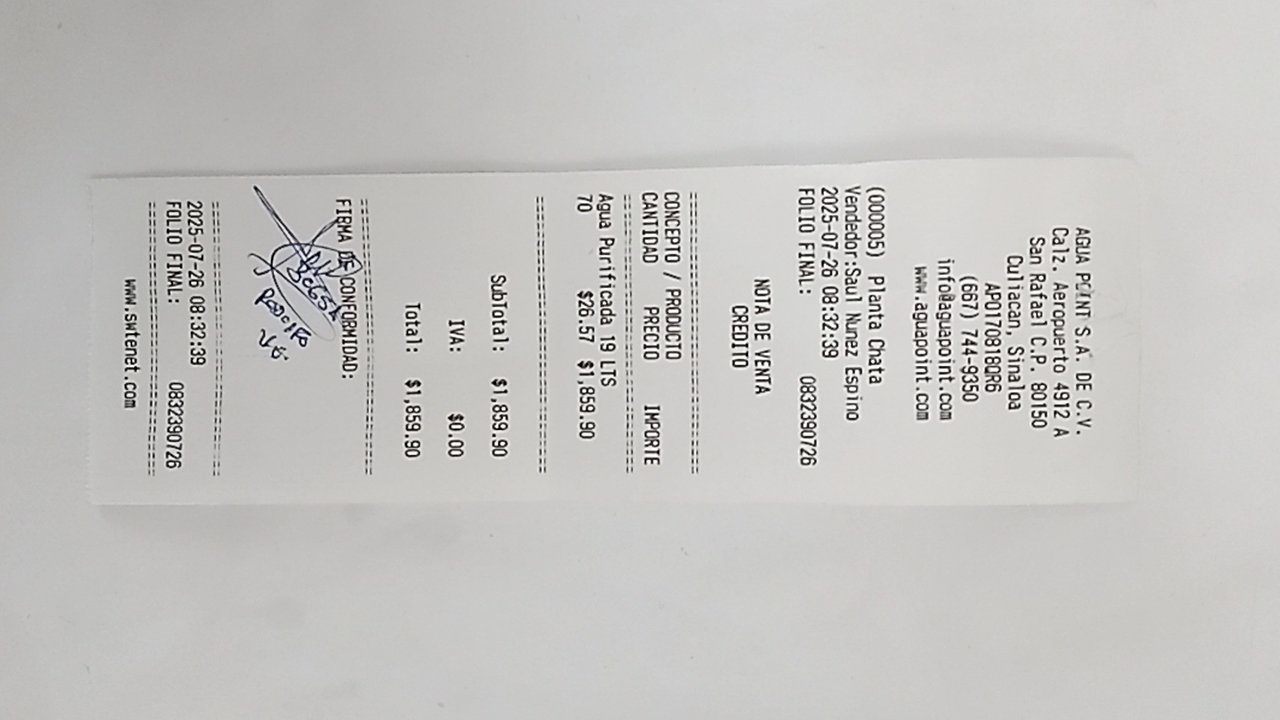 AGUA POINT S.A. DE C.V.
Calz. Aeropuerto 4912 A
San Rafael C.P. 80150
Culiacan, Sinaloa
APO170818QR6
(667) 744-9350
info@aguapoint.com
www.aguapoint.com
(000005) Planta Chata
Vendedor:Saul Nunez Espino
2025-07-26 08:32:39
FOLIO FINAL: 0832390726
NOTA DE VENTA
CREDITO
CONCEPTO / PRODUCTO
CANTIDAD PRECIO IMPORTE
Agua Purificada 19 LTS
70 $26.57 $1,859.90
SubTotal: $1,859.90
IVA: $0.00
Total: $1,859.90
FIRMA DE CONFORMIDAD:
2025-07-26 08:32:39
FOLIO FINAL: 0832390726
www.swtenet.com